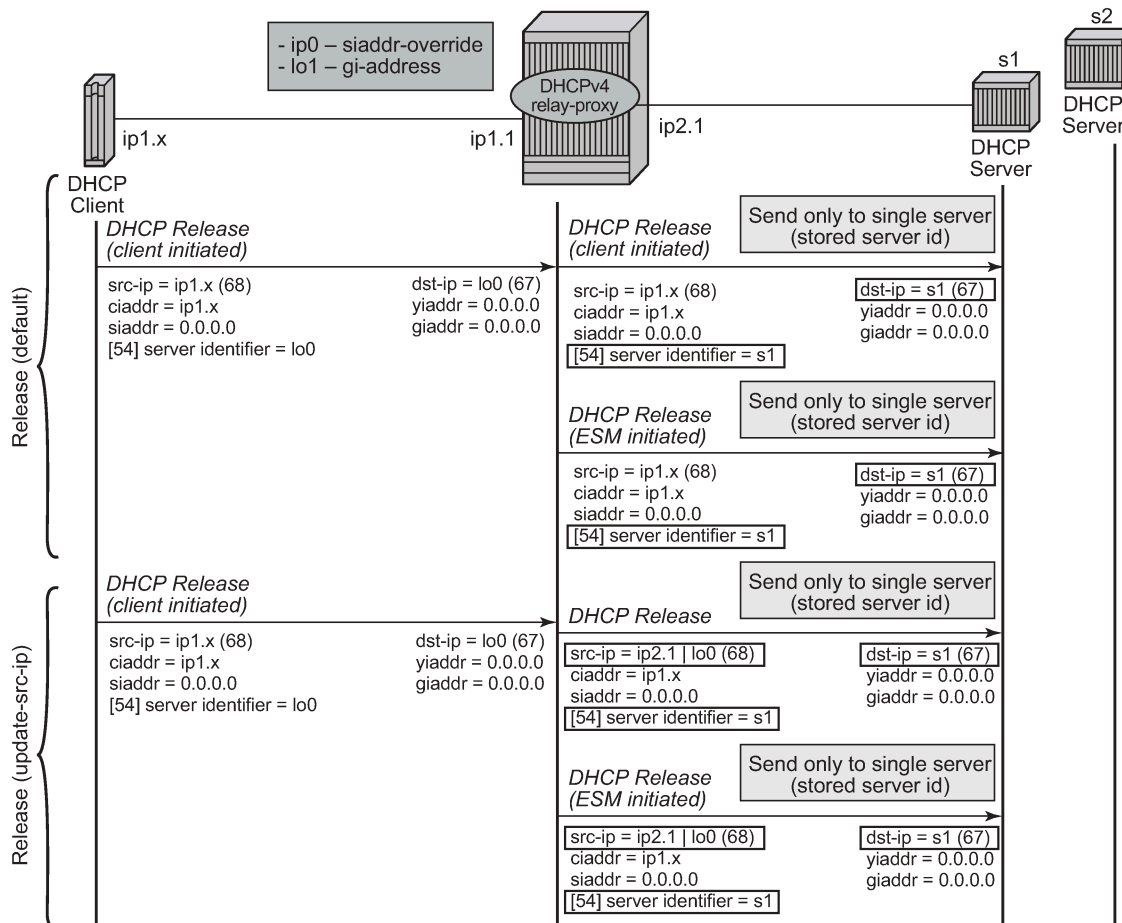 s2
- ip0 – siaddr-override
- lo1 – gi-address
s1
DHCPv4
relay-proxy
DHCP
Server
ip1.x
ip1.1
ip2.1
DHCP
Server
DHCP
Client
Release (default)
DHCP Release
(client initiated)
src-ip = ip1.x (68)
ciaddr = ip1.x
siaddr = 0.0.0.0
[54] server identifier = lo0
dst-ip = lo0 (67)
yiaddr = 0.0.0.0
giaddr = 0.0.0.0
DHCP Release
(client initiated)
Send only to single server
(stored server id)
src-ip = ip1.x (68)
ciaddr = ip1.x
siaddr = 0.0.0.0
[54] server identifier = s1
dst-ip = s1 (67)
yiaddr = 0.0.0.0
giaddr = 0.0.0.0
DHCP Release
(ESM initiated)
Send only to single server
(stored server id)
src-ip = ip1.x (68)
ciaddr = ip1.x
siaddr = 0.0.0.0
[54] server identifier = s1
dst-ip = s1 (67)
yiaddr = 0.0.0.0
giaddr = 0.0.0.0
Release (update-src-ip)
DHCP Release
(client initiated)
src-ip = ip1.x (68)
ciaddr = ip1.x
siaddr = 0.0.0.0
[54] server identifier = lo0
dst-ip = lo0 (67)
yiaddr = 0.0.0.0
giaddr = 0.0.0.0
DHCP Release
Send only to single server
(stored server id)
src-ip = ip2.1 | lo0 (68)
ciaddr = ip1.x
siaddr = 0.0.0.0
[54] server identifier = s1
dst-ip = s1 (67)
yiaddr = 0.0.0.0
giaddr = 0.0.0.0
DHCP Release
(ESM initiated)
Send only to single server
(stored server id)
src-ip = ip2.1 | lo0 (68)
ciaddr = ip1.x
siaddr = 0.0.0.0
[54] server identifier = s1
dst-ip = s1 (67)
yiaddr = 0.0.0.0
giaddr = 0.0.0.0